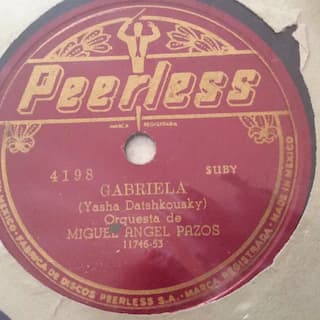 Peerless
MARCA REGISTRADA
4198 SUBY
GABRIELA
(Yasha Datshkousky)
Orquesta de
MIGUEL ANGEL PAZOS
11746-53
MEXICO • FABRICA DE DISCOS PEERLESS S.A. • MARCA REGISTRADA • MADE IN MEXICO